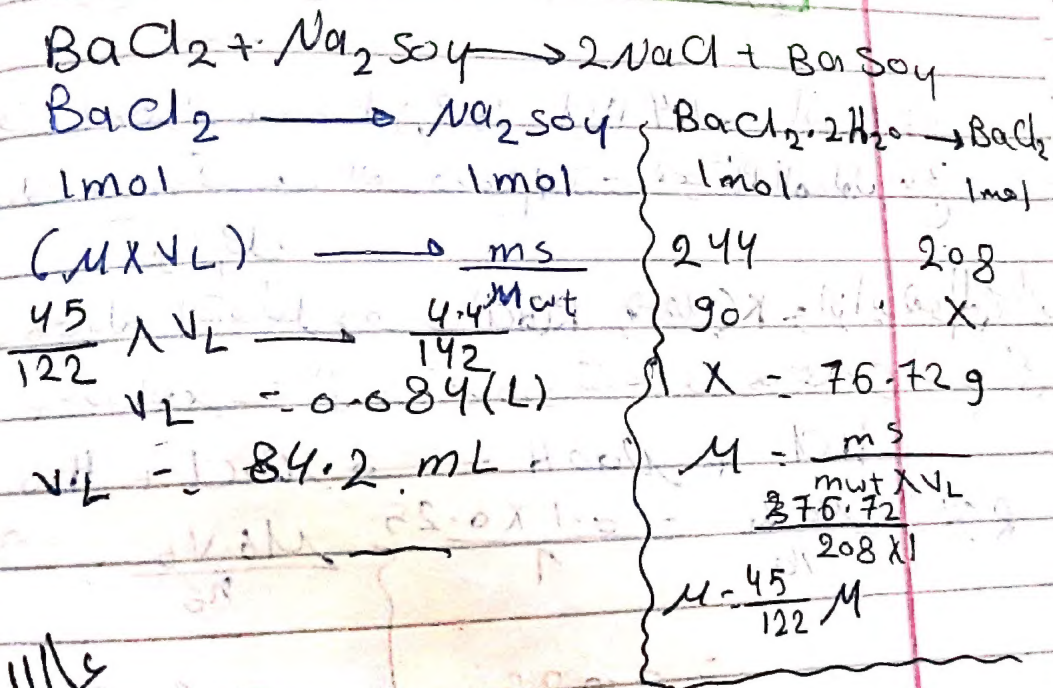 BaCl2 + Na2SO4 → 2NaCl + BaSO4
BaCl2 → Na2SO4
1mol 1mol
(M X VL) → ms / Mwt
45/122 X VL → 4.4/142
VL = 0.084 (L)
V.L = 84.2 mL
BaCl2.2H2O → BaCl2
1mol 1mol
244 208
90 X
X = 76.72 g
M = ms / mwt X VL
76.72 / 208 X 1
M = 45/122 M